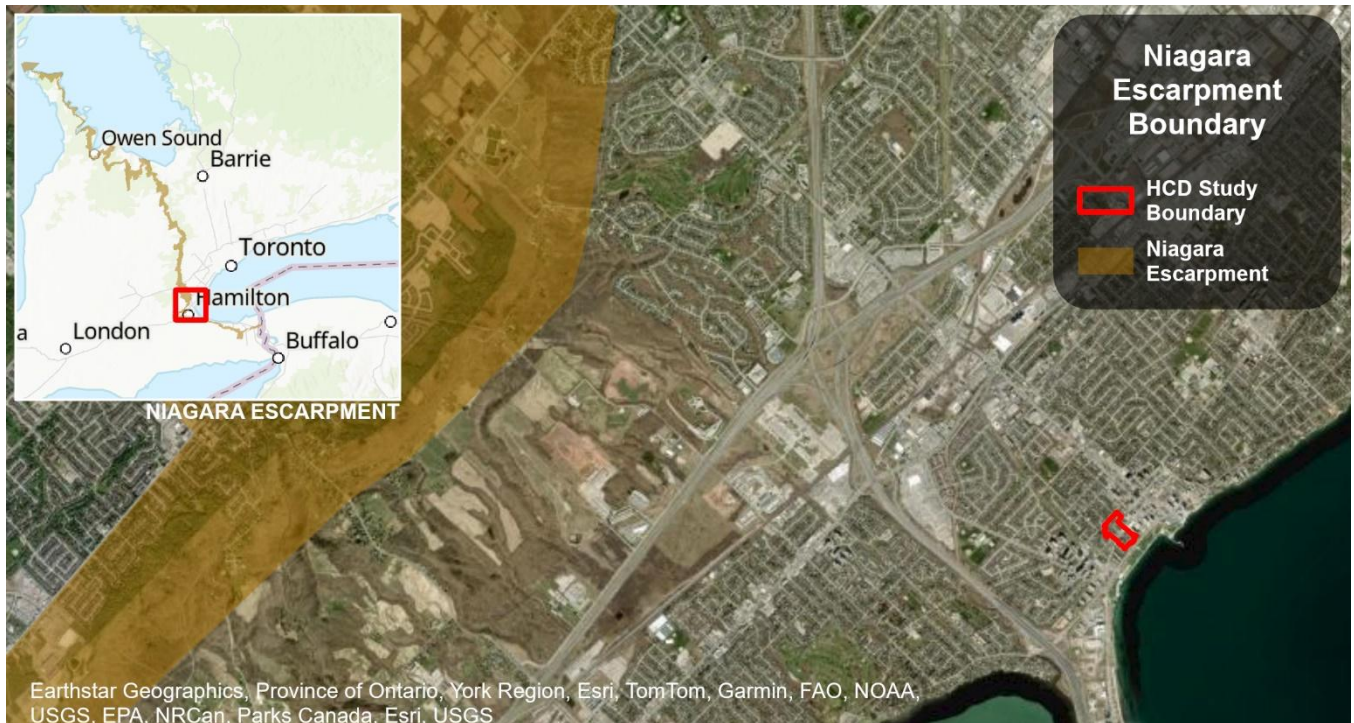 Niagara
Escarpment
Boundary
HCD Study
Boundary
Niagara
Escarpment
Owen Sound
Barrie
Toronto
Hamilton
a
London
Buffalo
NIAGARA ESCARPMENT
Earthstar Geographics, Province of Ontario, York Region, Esri, TomTom, Garmin, FAO, NOAA,
USGS, EPA, NRCan, Parks Canada, Esri, USGS